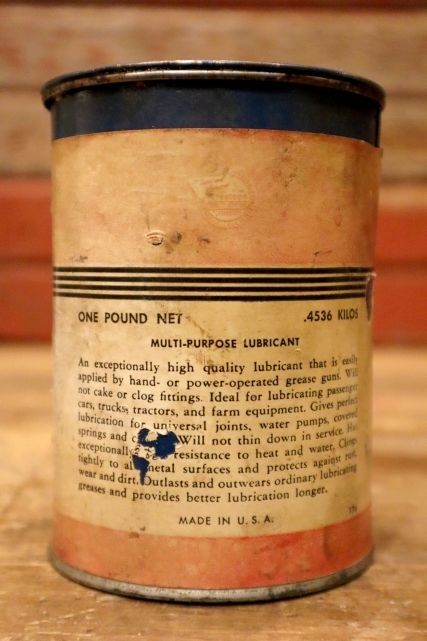 ONE POUND NET .4536 KILOS
MULTI-PURPOSE LUBRICANT
An exceptionally high quality lubricant that is easily
applied by hand- or power-operated grease guns. Will
not cake or clog fittings. Ideal for lubricating passenger
cars, trucks, tractors, and farm equipment. Gives perfect
lubrication for universal joints, water pumps, covered
springs and Will not thin down in service. Has
exceptionally resistance to heat and water. Clings
tightly to all metal surfaces and protects against rust,
wear and dirt. Outlasts and outwears ordinary lubricating
greases and provides better lubrication longer.
MADE IN U. S. A.